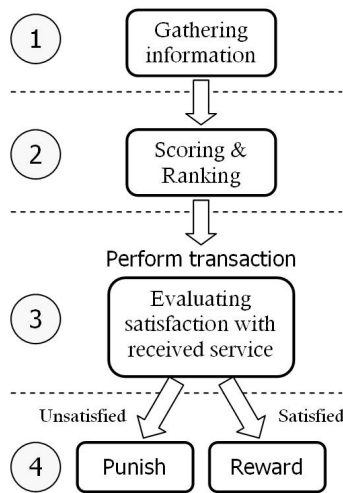 1
Gathering
information
2
Scoring &
Ranking
Perform transaction
3
Evaluating
satisfaction with
received service
Unsatisfied
Satisfied
4
Punish
Reward